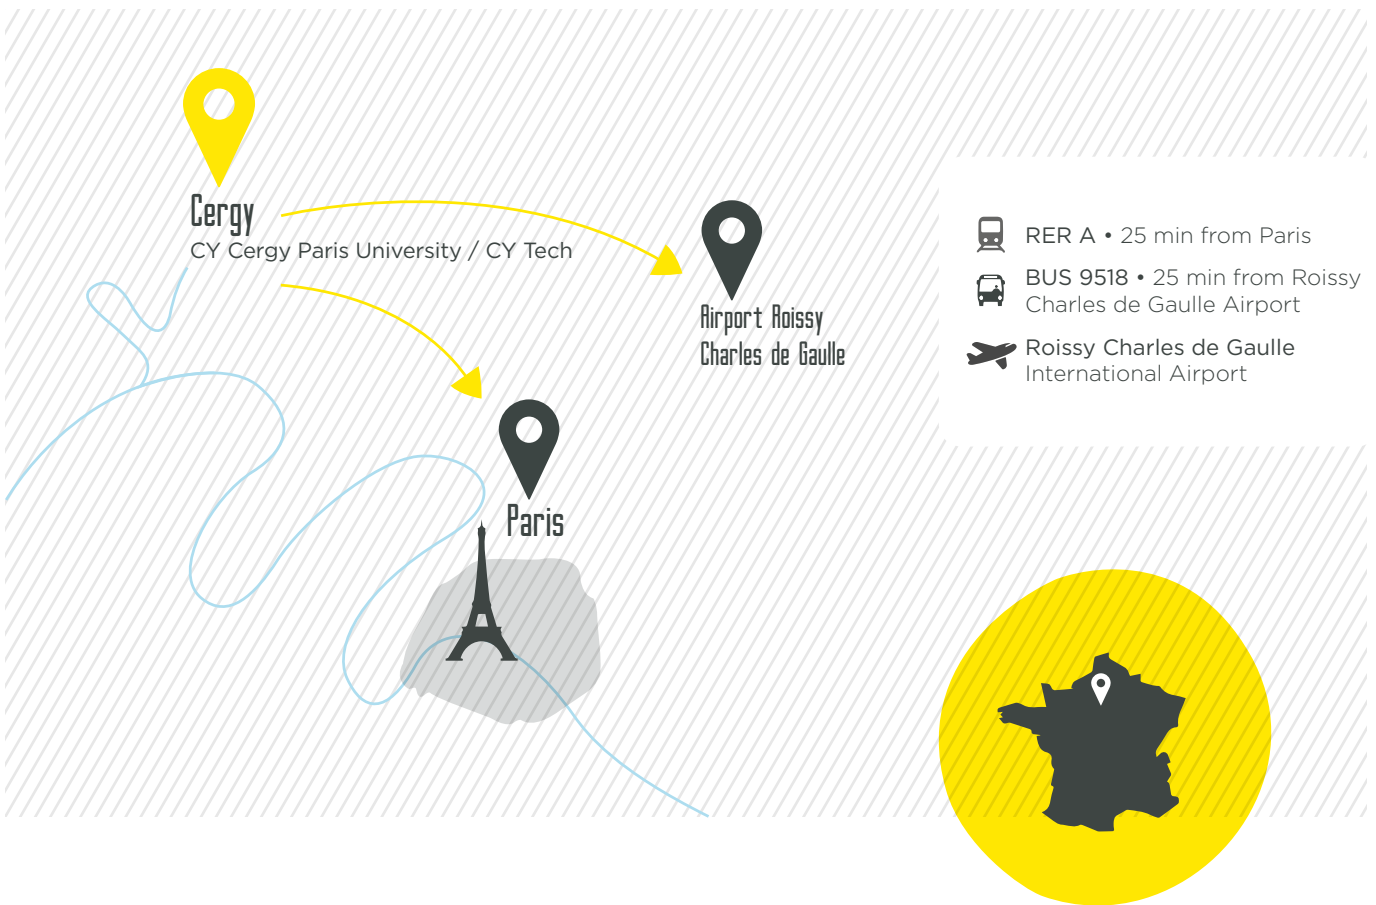 Cergy
CY Cergy Paris University / CY Tech
Airport Roissy
Charles de Gaulle
Paris
RER A • 25 min from Paris
BUS 9518 • 25 min from Roissy
Charles de Gaulle Airport
Roissy Charles de Gaulle
International Airport